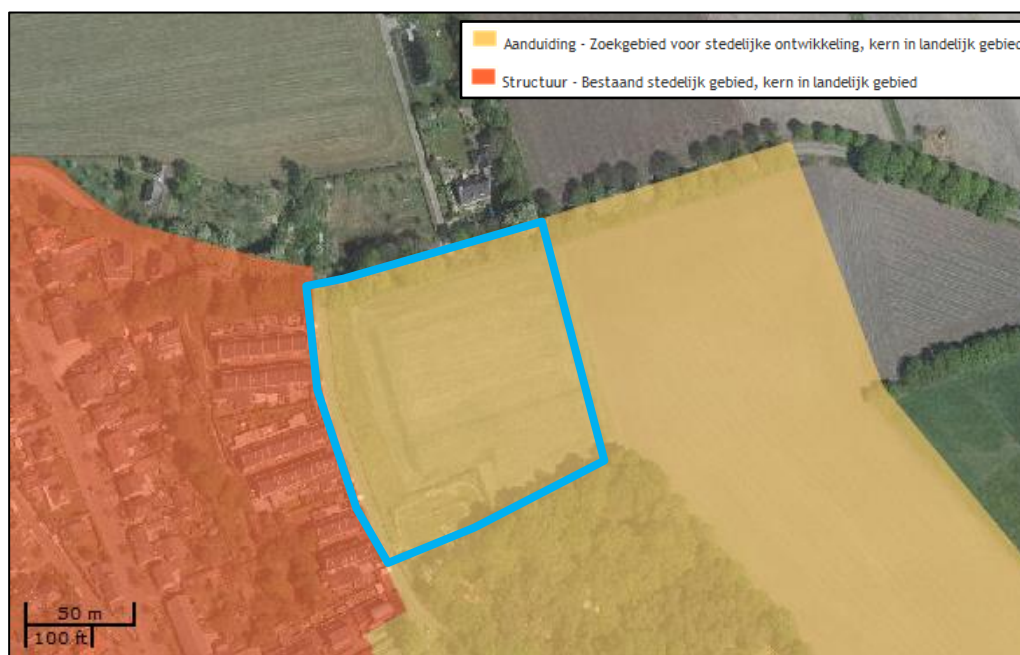 Aanduiding - Zoekgebied voor stedelijke ontwikkeling, kern in landelijk gebied
Structuur - Bestaand stedelijk gebied, kern in landelijk gebied
50 m
100 ft